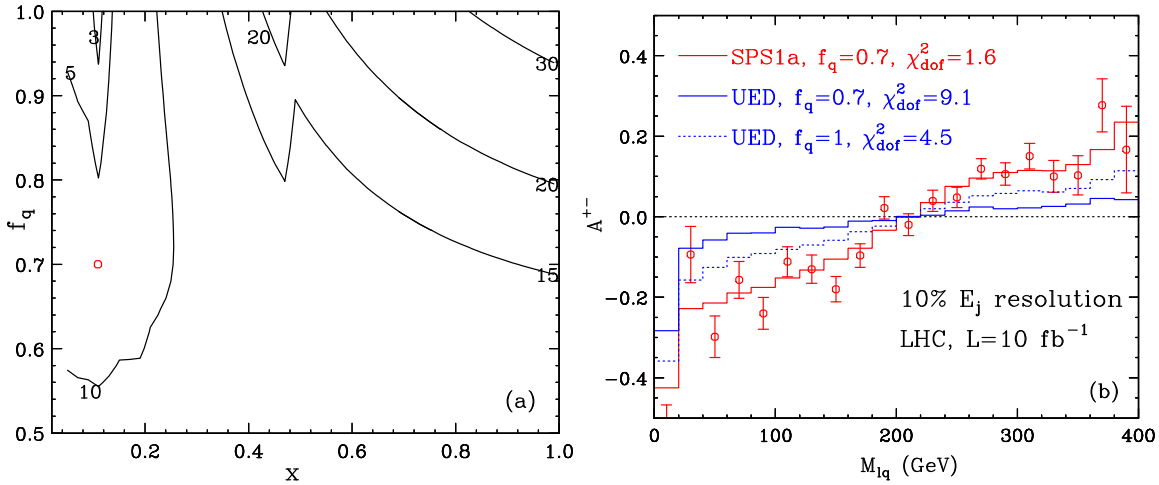 1.0
0.9
0.8
0.7
0.6
0.5
f_q
3
5
10
20
30
20
15
(a)
0.2 0.4 0.6 0.8 1.0
x
0.4
0.2
0.0
−0.2
−0.4
A^{+−}
SPS1a, f_q=0.7, χ²_dof=1.6
UED, f_q=0.7, χ²_dof=9.1
UED, f_q=1, χ²_dof=4.5
10% E_j resolution
LHC, L=10 fb⁻¹
(b)
0 100 200 300 400
M_lq (GeV)